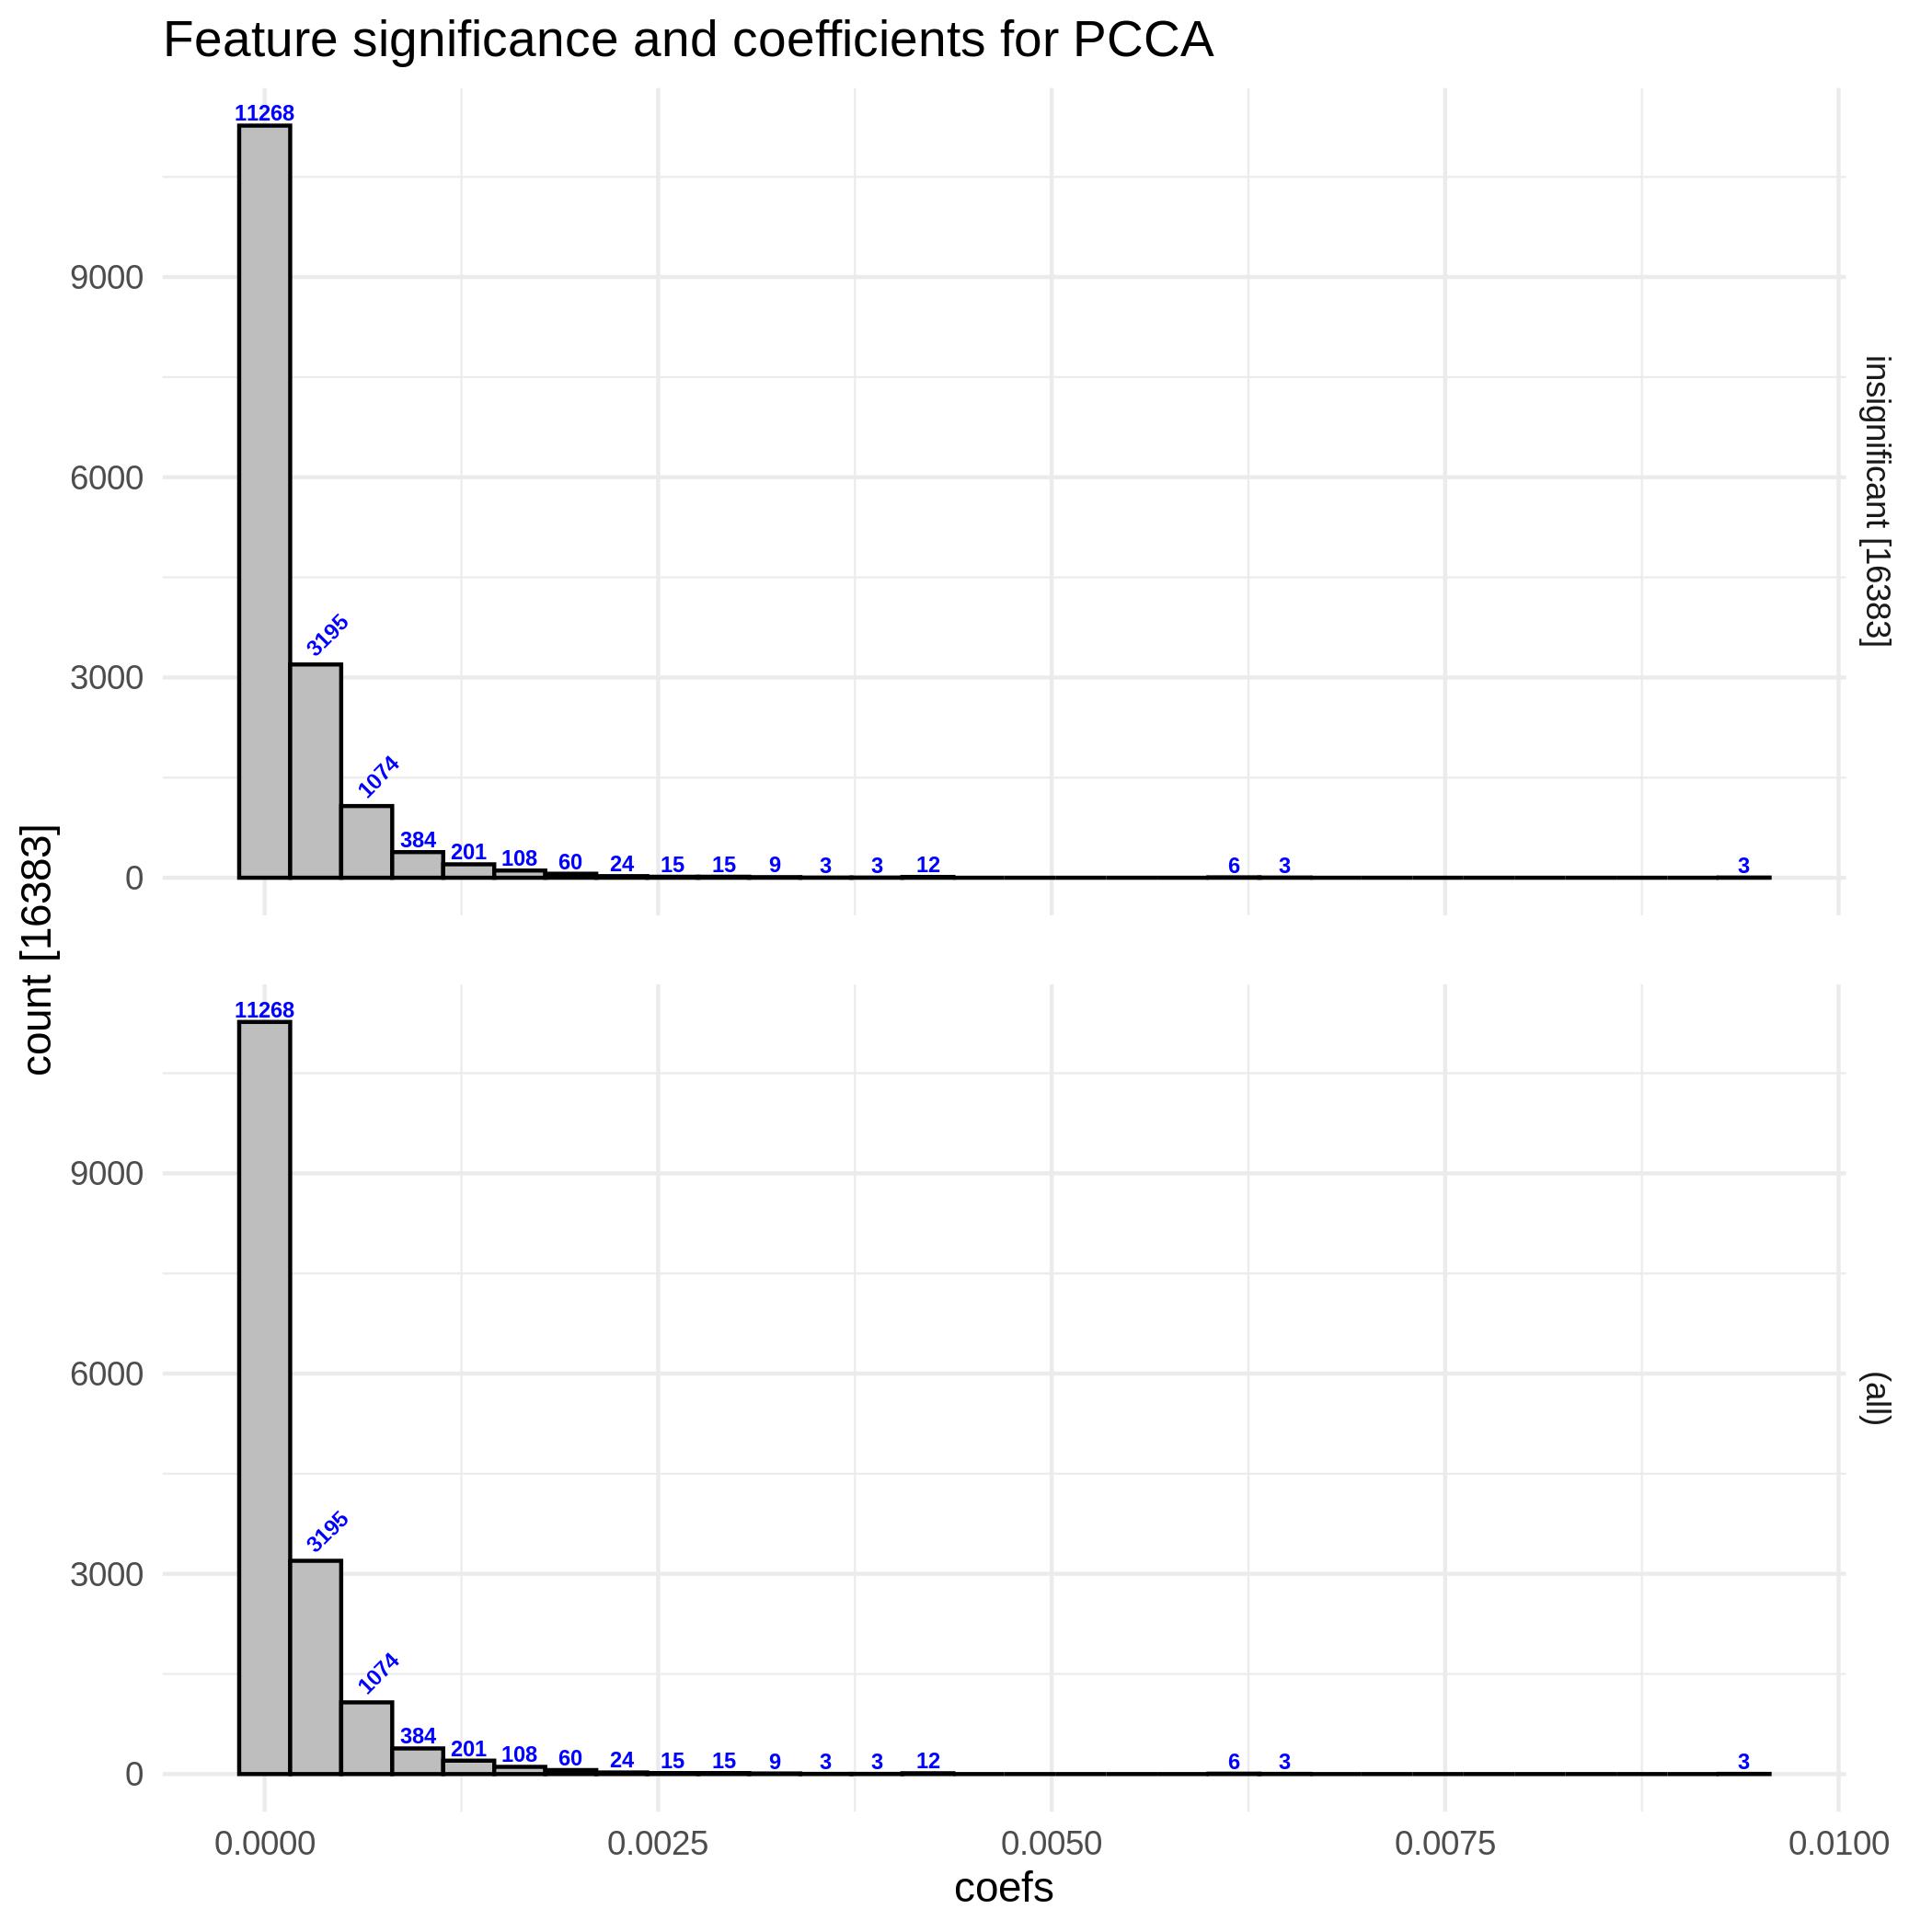 Feature significance and coefficients for PCCA
11268
9000
6000
3195
3000
1074
384 201 108 60 24 15 15 9 3 3 12 6 3 3
0
insignificant [16383]
count [16383]
11268
9000
6000
3195
3000
1074
384 201 108 60 24 15 15 9 3 3 12 6 3 3
0
(all)
0.0000 0.0025 0.0050 0.0075 0.0100
coefs